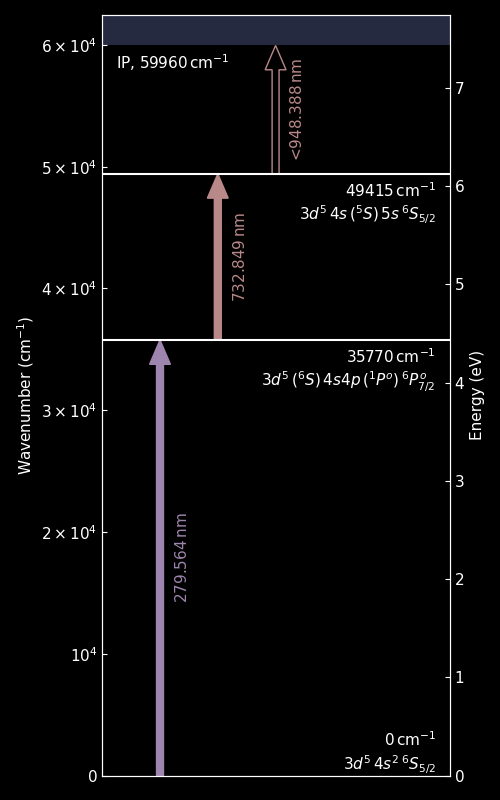 6 × 10⁴
IP, 59960 cm⁻¹
<948.388 nm
7
5 × 10⁴
6
49415 cm⁻¹
3d⁵ 4s (⁵S) 5s ⁶S₅/₂
732.849 nm
5
4 × 10⁴
35770 cm⁻¹
3d⁵ (⁶S) 4s4p (¹Pᵒ) ⁶Pᵒ₇/₂
4
Wavenumber (cm⁻¹)
Energy (eV)
3 × 10⁴
3
279.564 nm
2 × 10⁴
2
10⁴
1
0 cm⁻¹
3d⁵ 4s² ⁶S₅/₂
0
0